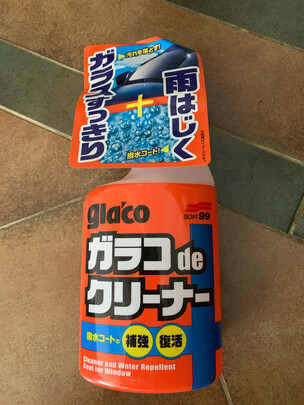 雨はじく
汚れを落とす!
ガラスすっきり
+
撥水コート!
glaco
SOFT99
ガラコde
クリーナー
撥水コートの 補強 復活
Cleaner and Water Repellent
Coat for Window